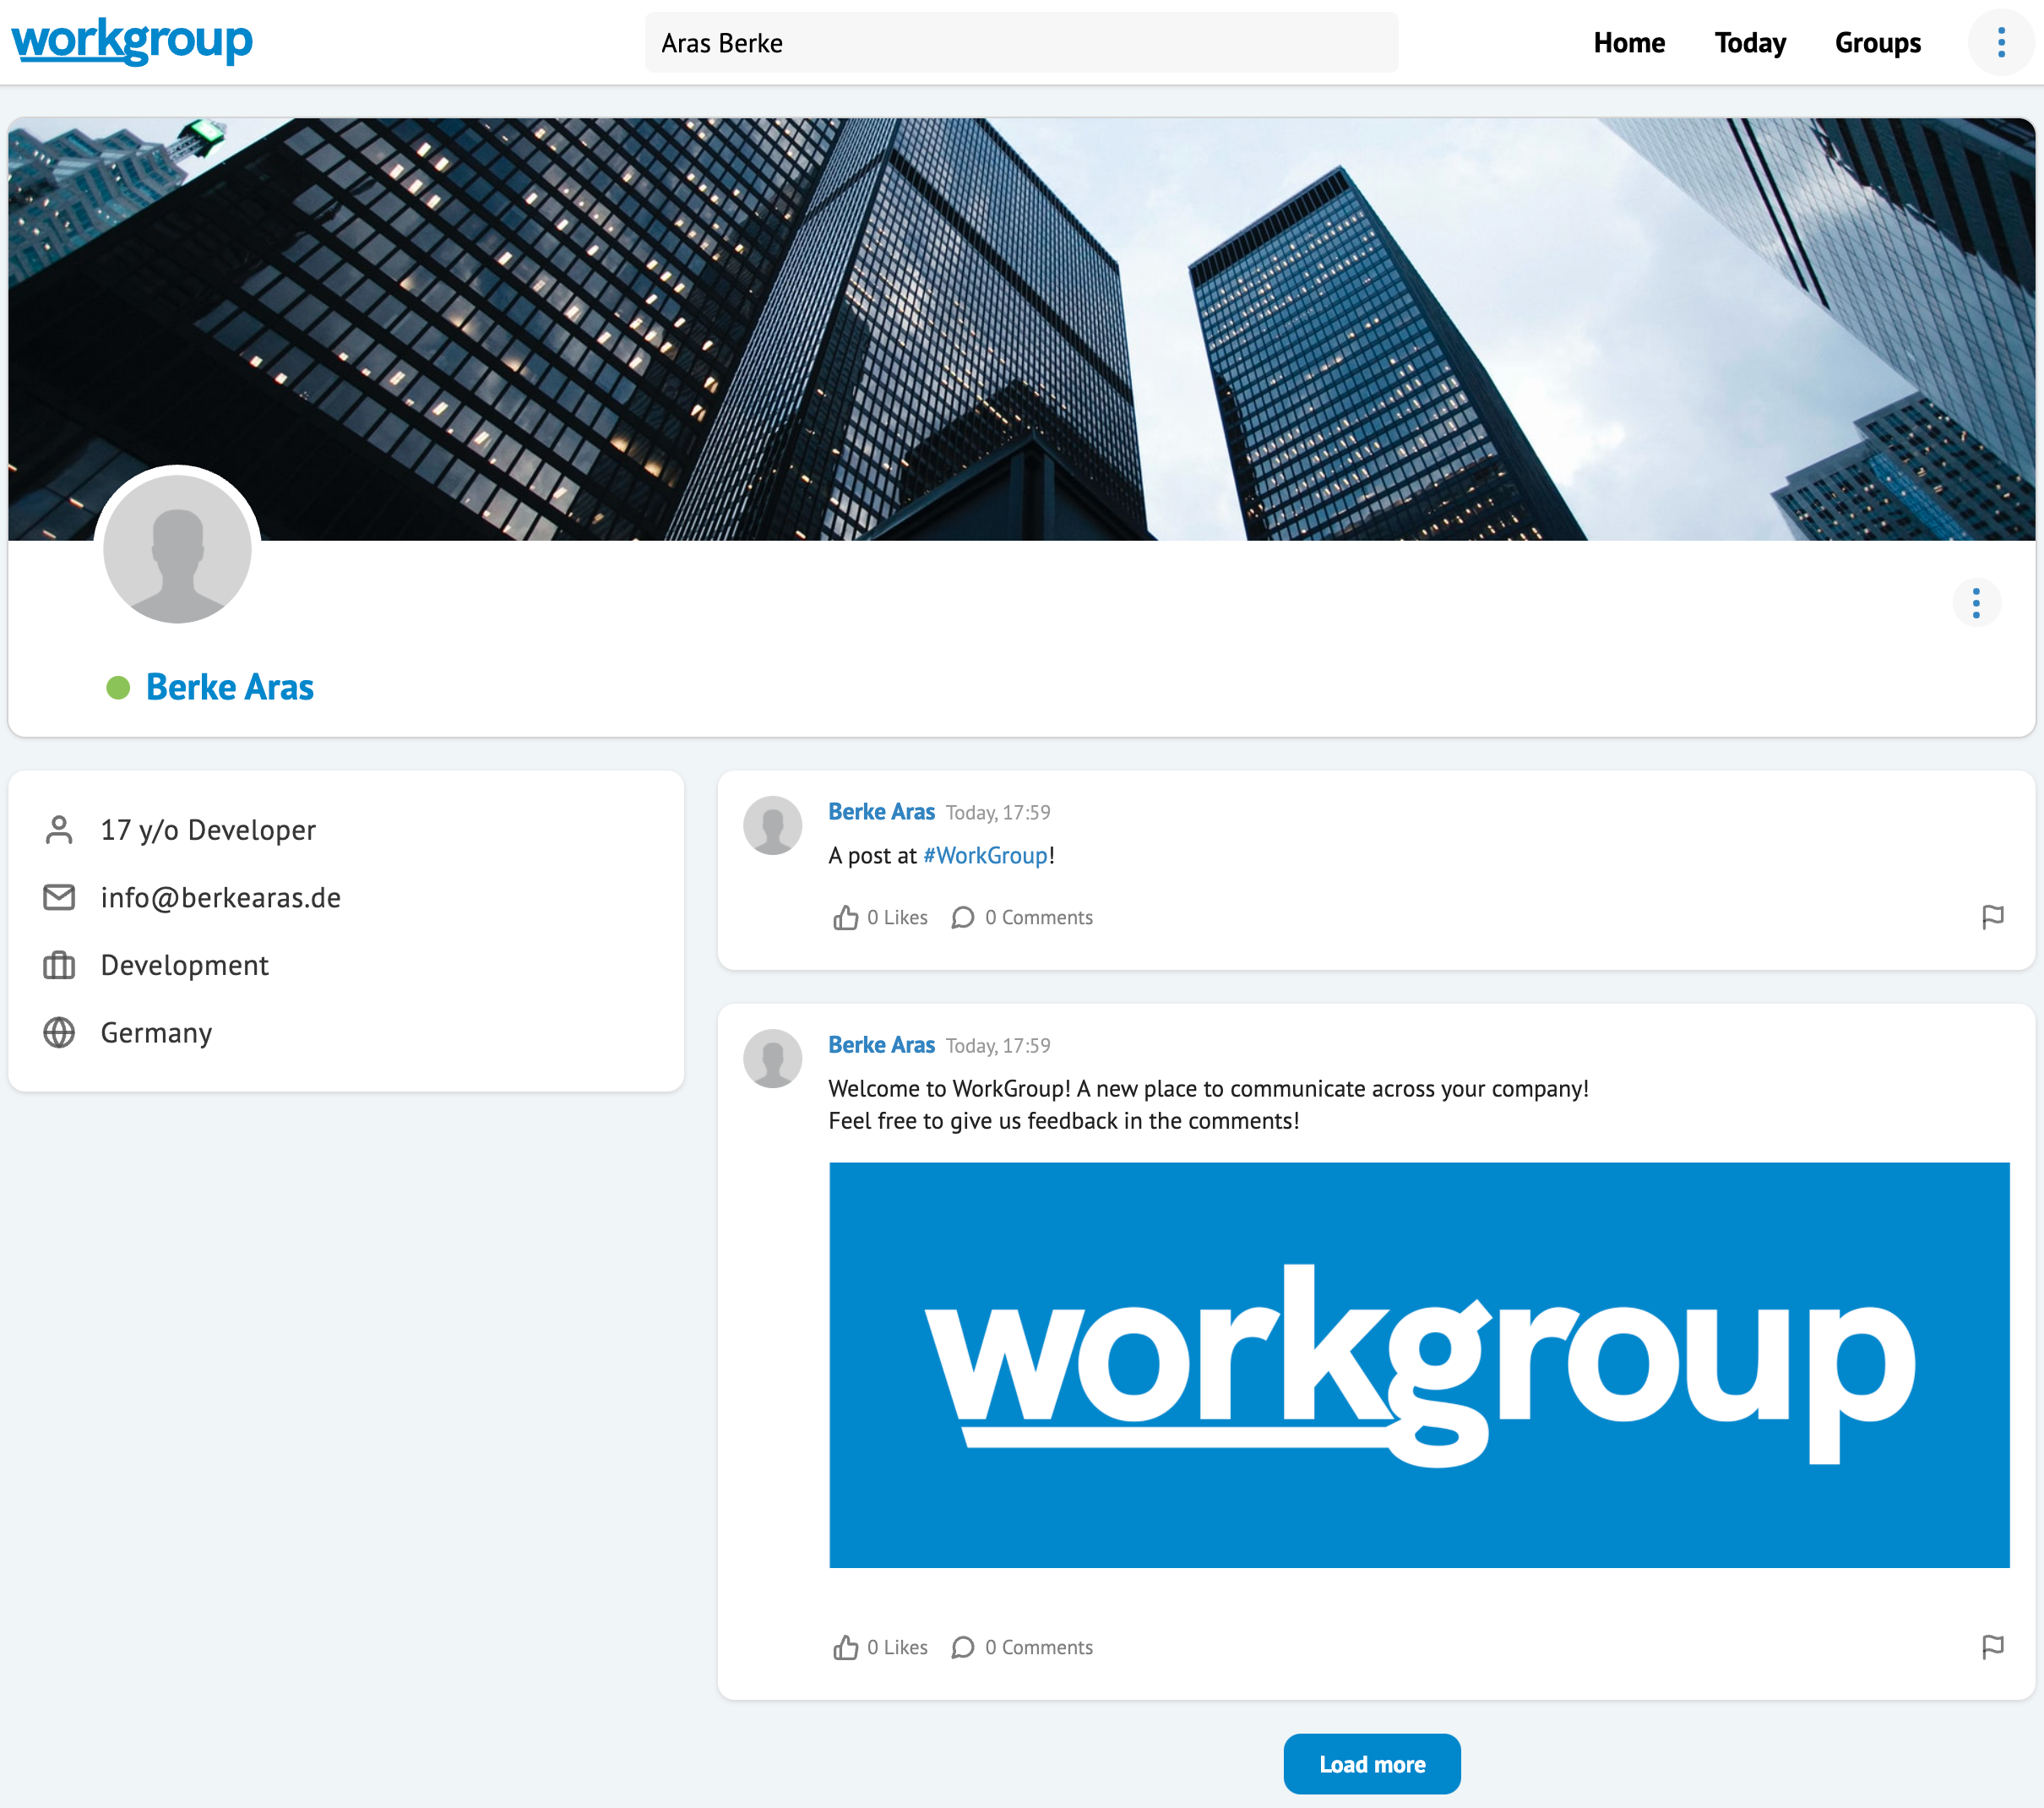 workgroup
Aras Berke
Home
Today
Groups
Berke Aras
17 y/o Developer
info@berkearas.de
Development
Germany
Berke Aras Today, 17:59
A post at #WorkGroup!
0 Likes
0 Comments
Berke Aras Today, 17:59
Welcome to WorkGroup! A new place to communicate across your company!
Feel free to give us feedback in the comments!
workgroup
0 Likes
0 Comments
Load more